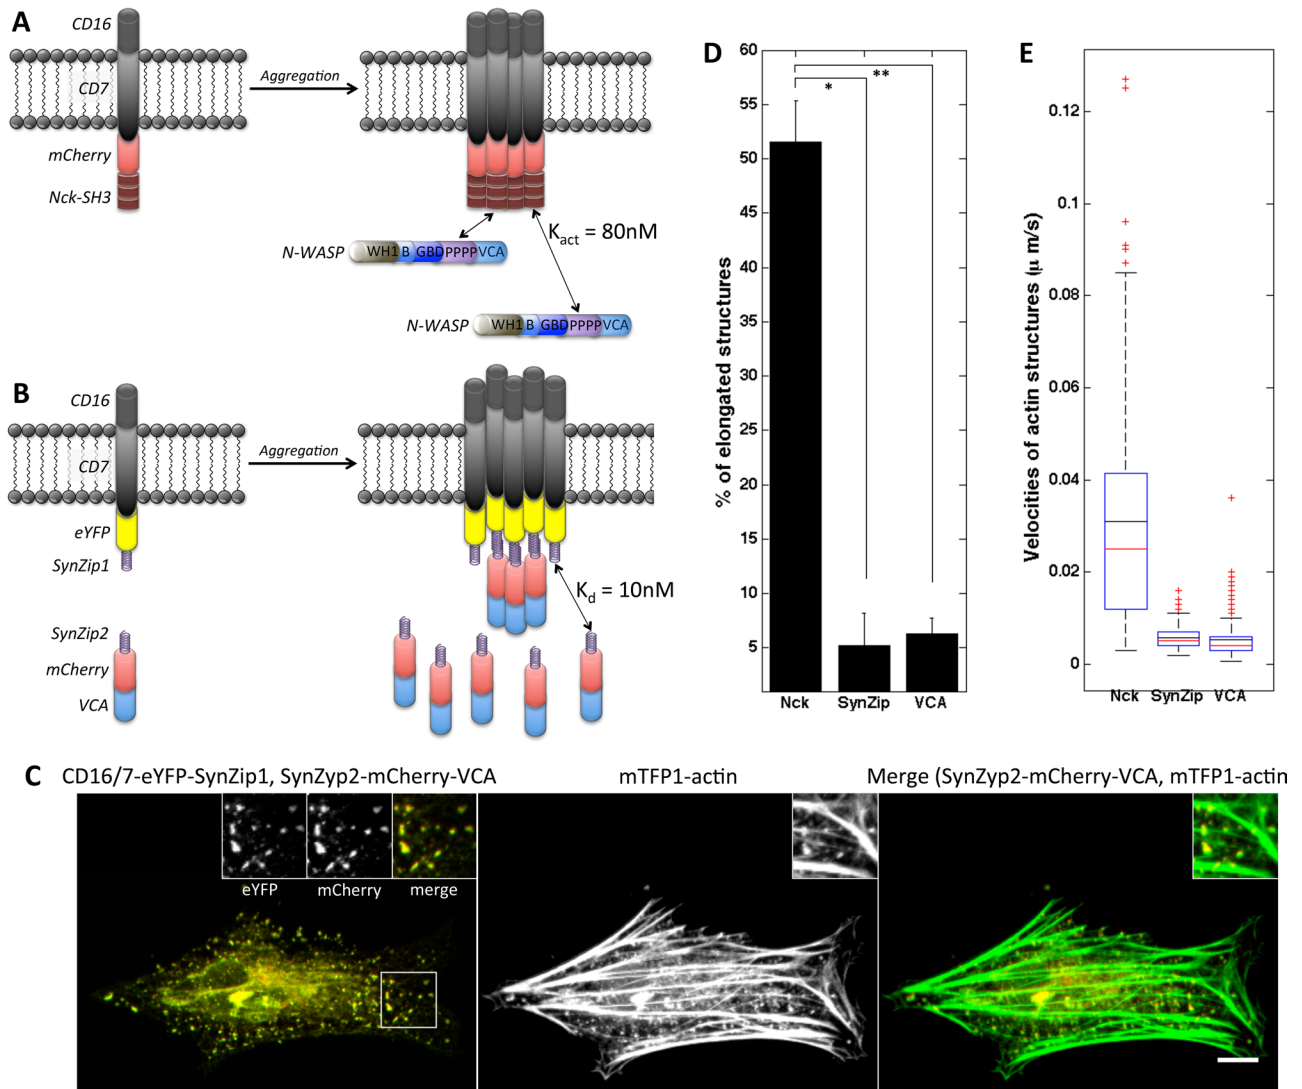 A
CD16
CD7
mCherry
Nck-SH3
Aggregation
Kact = 80nM
N-WASP
WH1 B GBD PPPP VCA
N-WASP
WH1 B GBD PPPP VCA
B
CD16
CD7
eYFP
SynZip1
SynZip2
mCherry
VCA
Aggregation
Kd = 10nM
D
% of elongated structures
60
55
50
45
40
35
30
25
20
15
10
5
*
**
Nck SynZip VCA
E
Velocities of actin structures (μ m/s)
0.12
0.1
0.08
0.06
0.04
0.02
0
Nck SynZip VCA
C
CD16/7-eYFP-SynZip1, SynZyp2-mCherry-VCA
mTFP1-actin
Merge (SynZyp2-mCherry-VCA, mTFP1-actin
eYFP mCherry merge